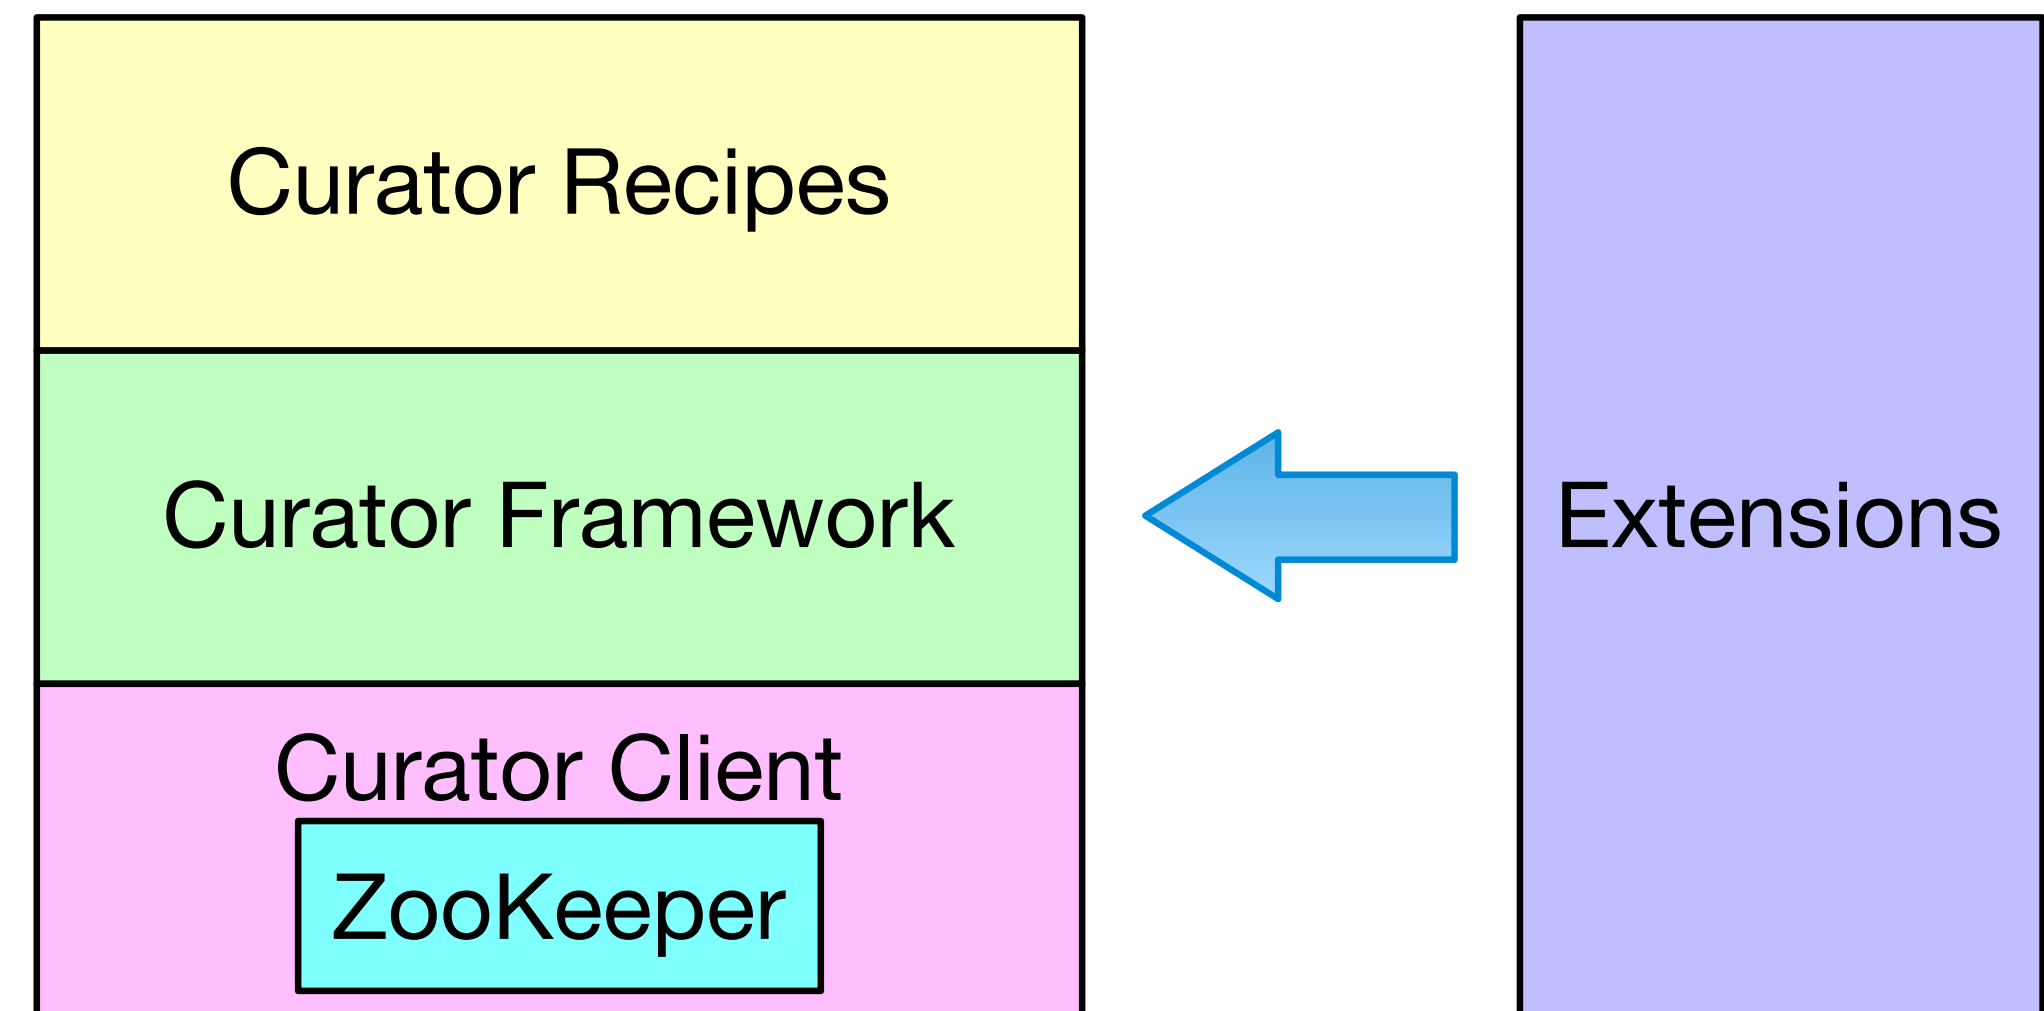 Curator Recipes
Curator Framework
Curator Client
ZooKeeper
Extensions